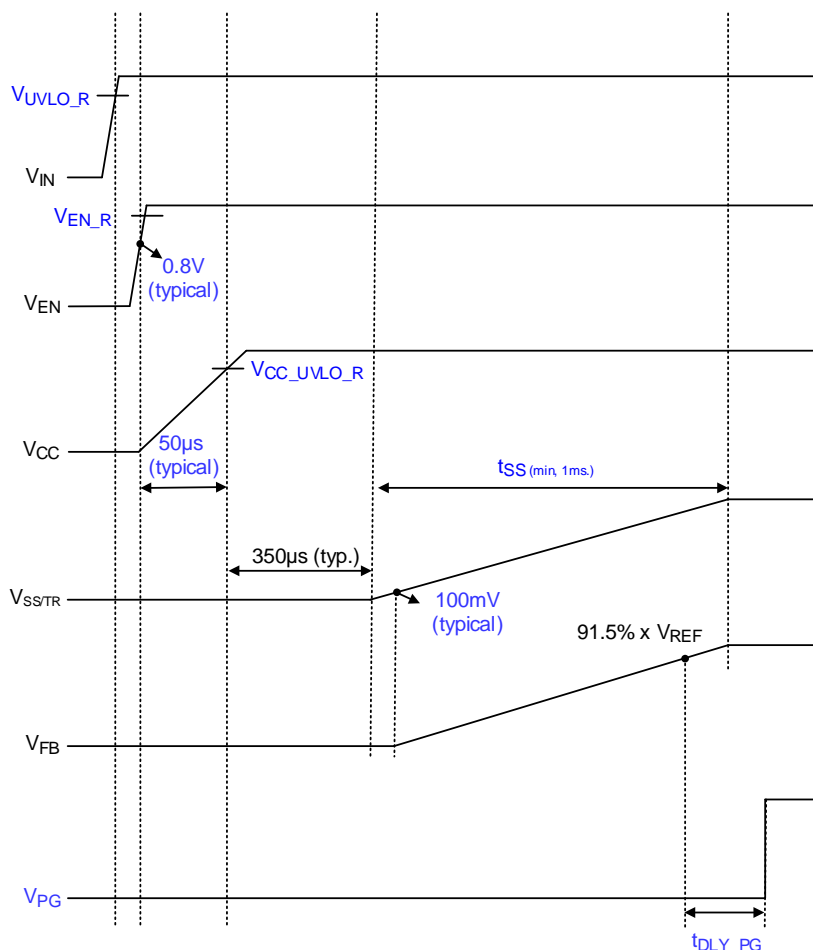 VUVLO_R
VIN
VEN_R
0.8V
(typical)
VEN
VCC_UVLO_R
VCC
50µs
(typical)
tSS (min, 1ms.)
350µs (typ.)
VSS/TR
100mV
(typical)
91.5% x VREF
VFB
VPG
tDLY_PG